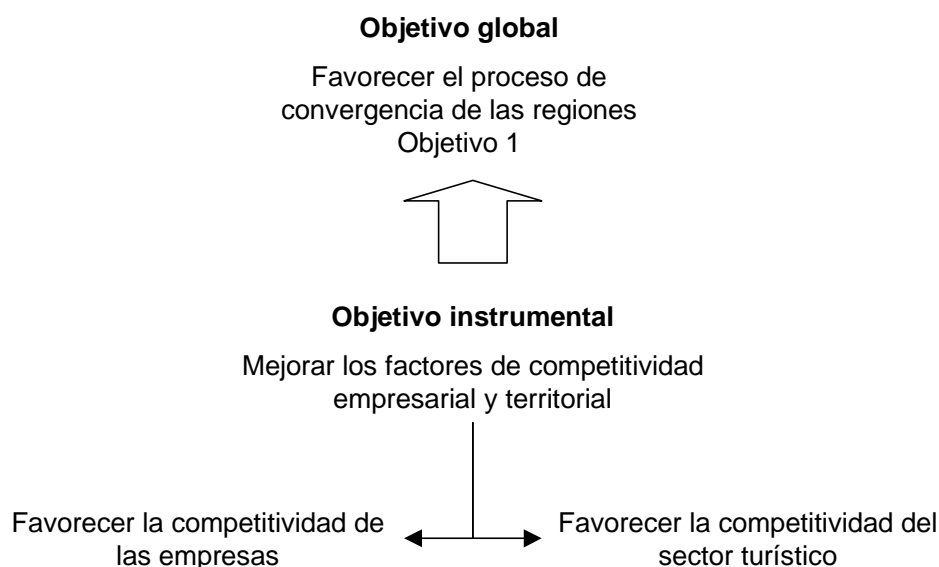 Objetivo global
Favorecer el proceso de
convergencia de las regiones
Objetivo 1
Objetivo instrumental
Mejorar los factores de competitividad
empresarial y territorial
Favorecer la competitividad de
las empresas
Favorecer la competitividad del
sector turístico